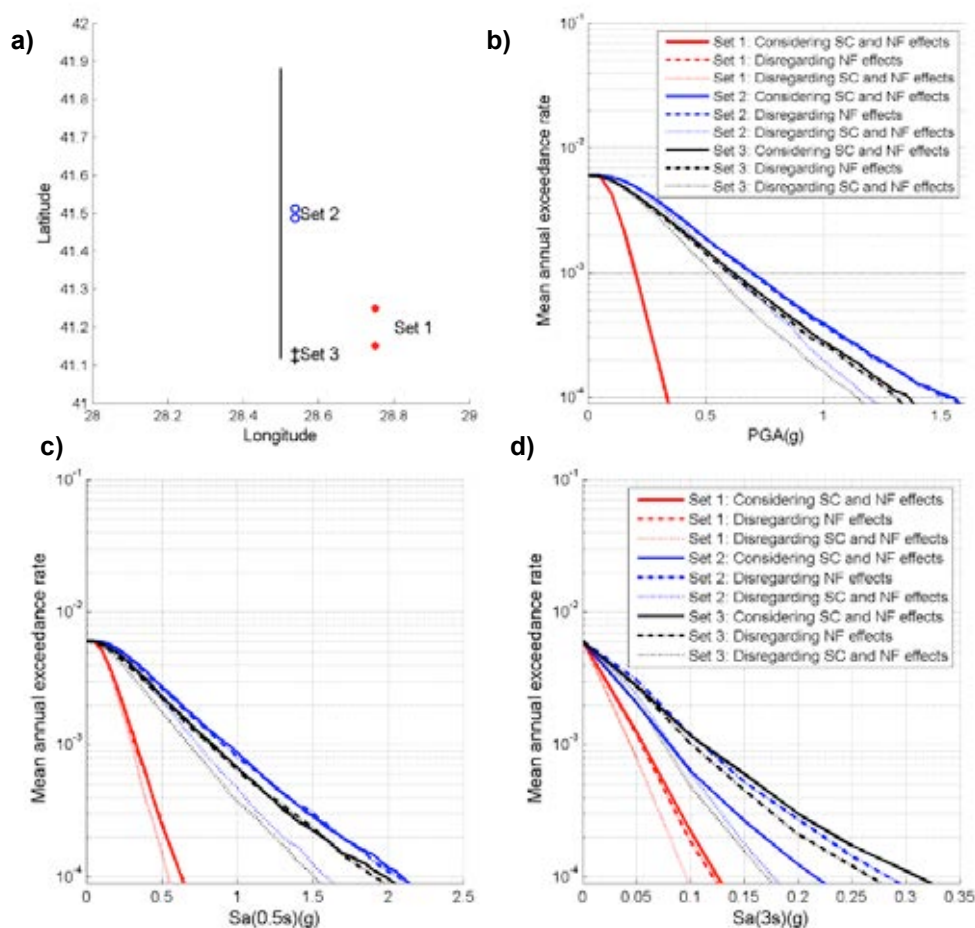 a)
42
41.9
41.8
41.7
41.6
41.5
41.4
41.3
41.2
41.1
41
Latitude
Set 2
Set 1
Set 3
28 28.2 28.4 28.6 28.8 29
Longitude
b)
10^-1
10^-2
10^-3
10^-4
Mean annual exceedance rate
Set 1: Considering SC and NF effects
Set 1: Disregarding NF effects
Set 1: Disregarding SC and NF effects
Set 2: Considering SC and NF effects
Set 2: Disregarding NF effects
Set 2: Disregarding SC and NF effects
Set 3: Considering SC and NF effects
Set 3: Disregarding NF effects
Set 3: Disregarding SC and NF effects
0 0.5 1 1.5
PGA(g)
c)
10^-1
10^-2
10^-3
10^-4
Mean annual exceedance rate
0 0.5 1 1.5 2 2.5
Sa(0.5s)(g)
d)
10^-1
10^-2
10^-3
10^-4
Mean annual exceedance rate
Set 1: Considering SC and NF effects
Set 1: Disregarding NF effects
Set 1: Disregarding SC and NF effects
Set 2: Considering SC and NF effects
Set 2: Disregarding NF effects
Set 2: Disregarding SC and NF effects
Set 3: Considering SC and NF effects
Set 3: Disregarding NF effects
Set 3: Disregarding SC and NF effects
0 0.05 0.1 0.15 0.2 0.25 0.3 0.35
Sa(3s)(g)